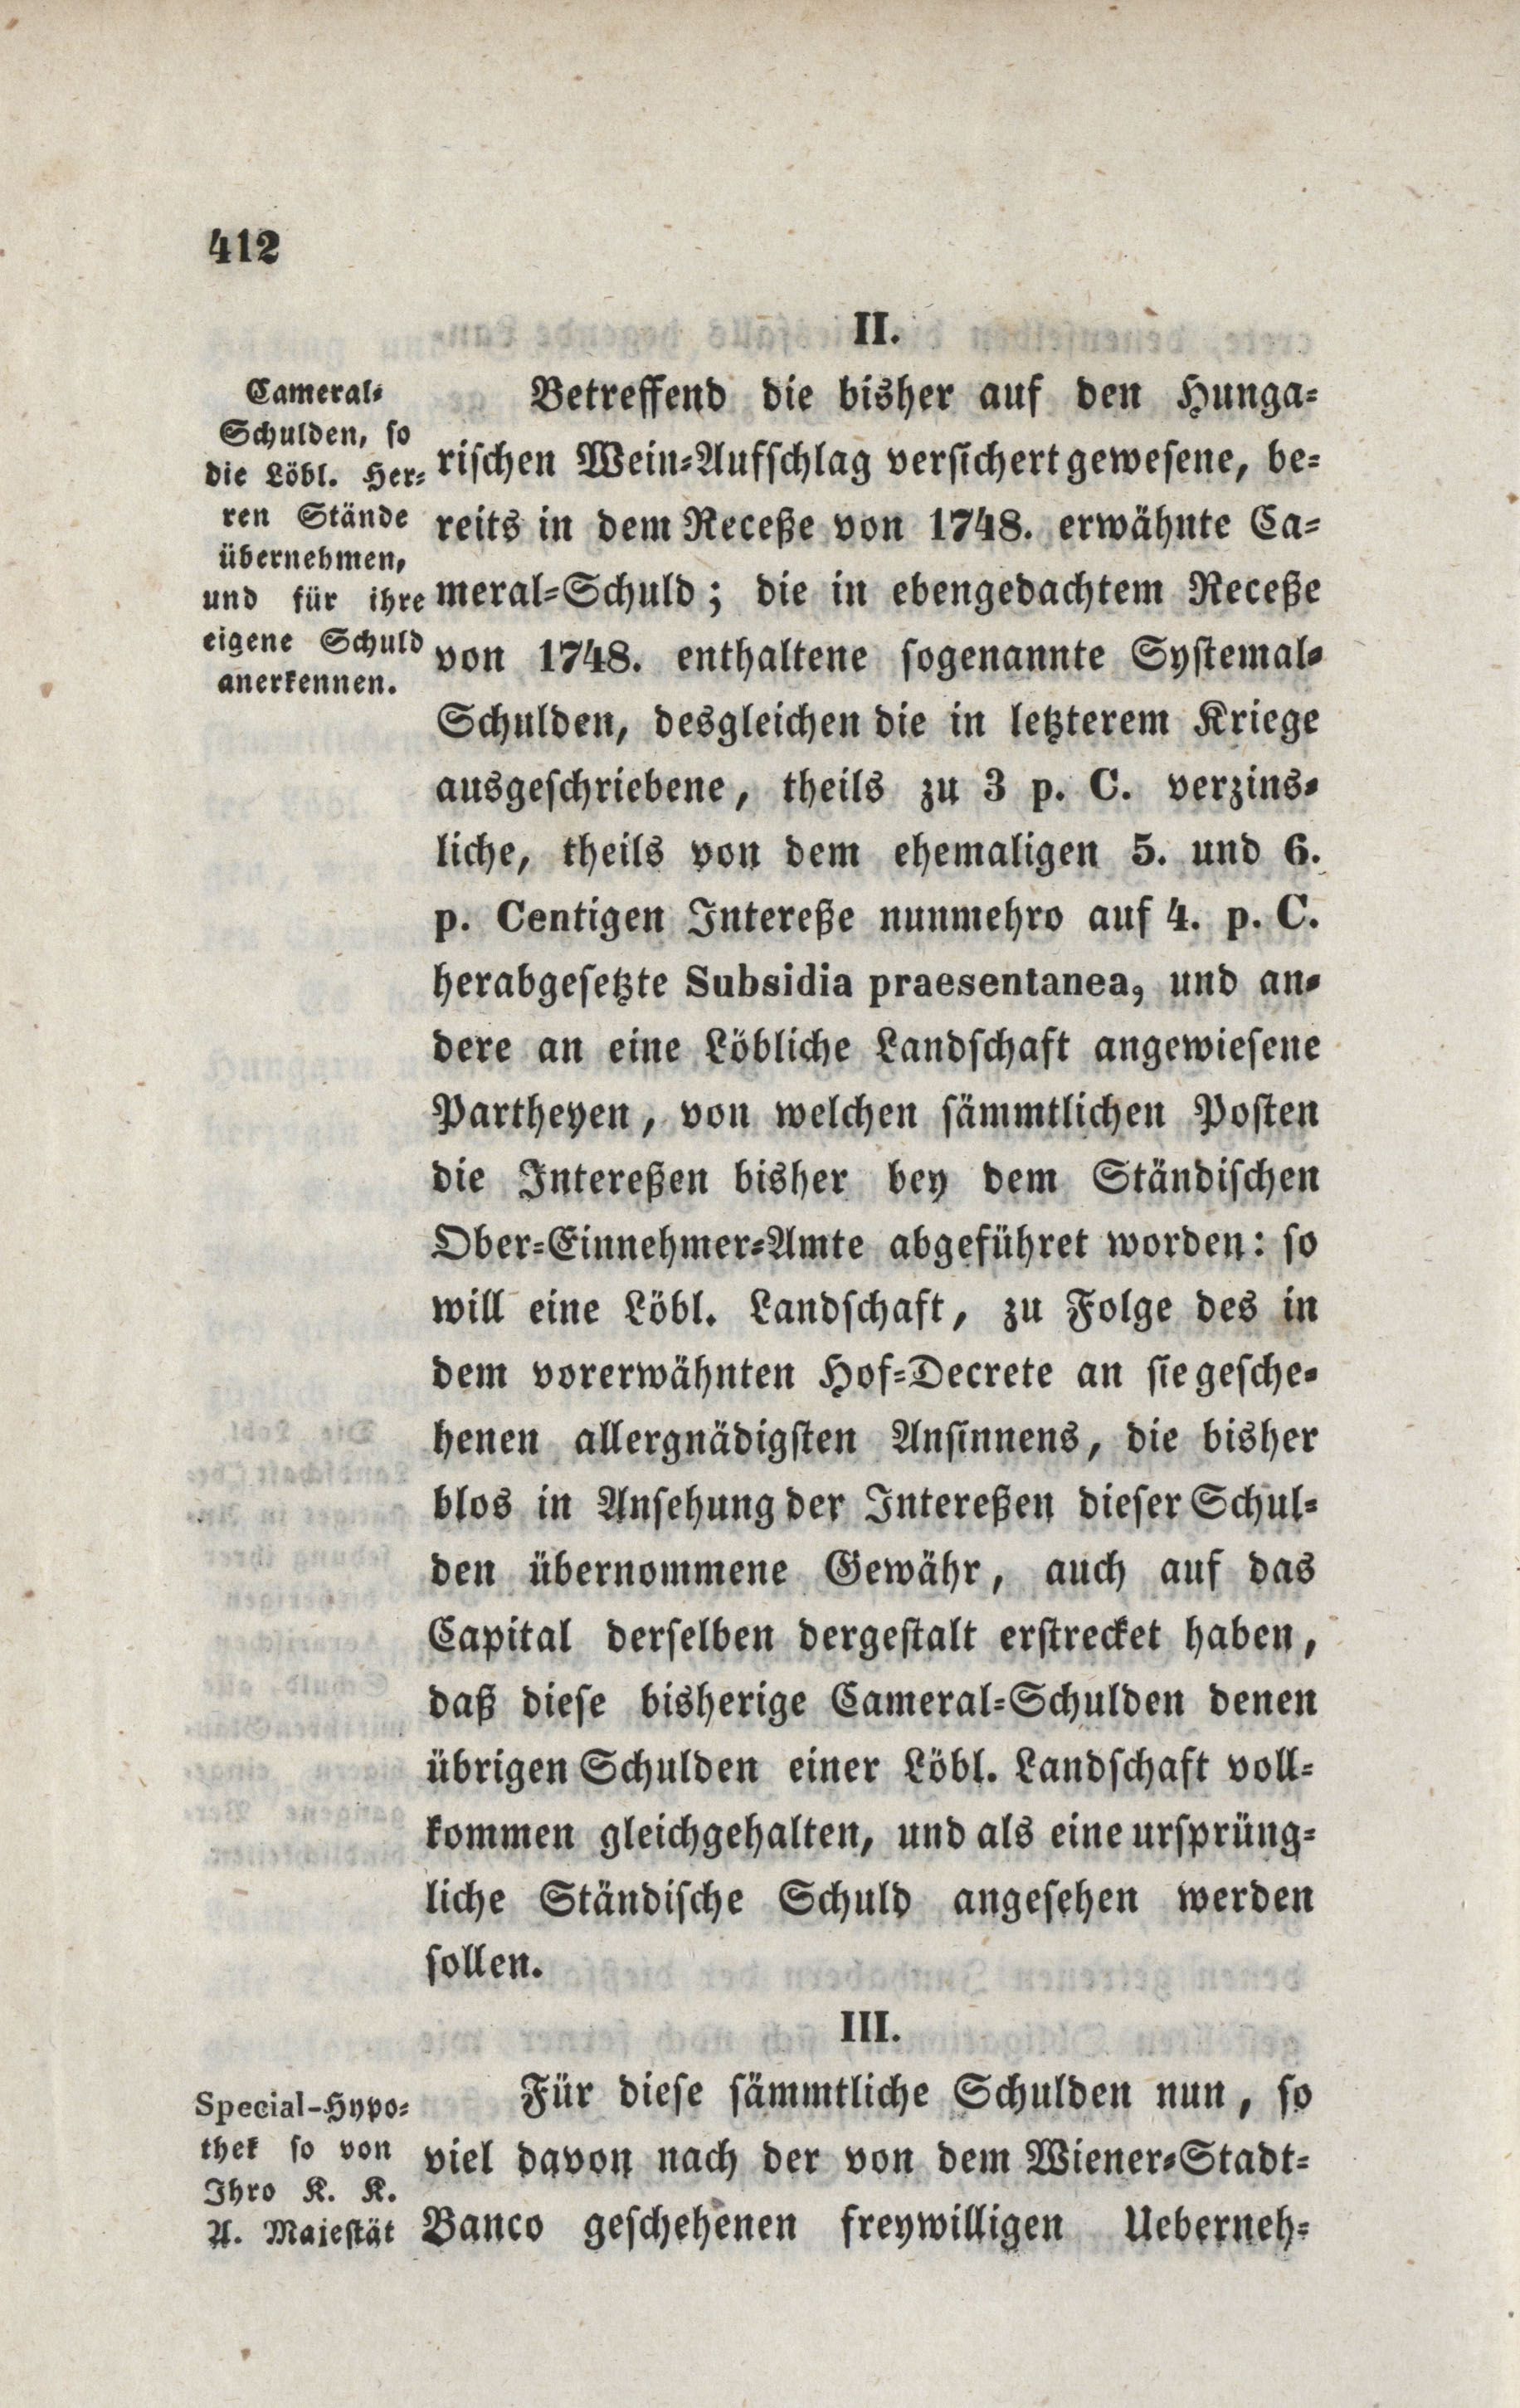 412
II.
Cameral-
Schulden, so
die Löbl. Her-
ren Stände
übernehmen,
und für ihre
eigene Schuld
anerkennen.
Betreffend die bisher auf den Hunga-
rischen Wein-Aufschlag versichert gewesene, be-
reits in dem Receße von 1748. erwähnte Ca-
meral-Schuld; die in ebengedachtem Receße
von 1748. enthaltene sogenannte Systemal-
Schulden, desgleichen die in letzterem Kriege
ausgeschriebene, theils zu 3 p. C. verzins-
liche, theils von dem ehemaligen 5. und 6.
p. Centigen Intereße nunmehro auf 4. p. C.
herabgesetzte Subsidia praesentanea, und an-
dere an eine Löbliche Landschaft angewiesene
Partheyen, von welchen sämmtlichen Posten
die Intereßen bisher bey dem Ständischen
Ober-Einnehmer-Amte abgeführet worden: so
will eine Löbl. Landschaft, zu Folge des in
dem vorerwähnten Hof-Decrete an sie gesche-
henen allergnädigsten Ansinnens, die bisher
blos in Ansehung der Intereßen dieser Schul-
den übernommene Gewähr, auch auf das
Capital derselben dergestalt erstrecket haben,
daß diese bisherige Cameral-Schulden denen
übrigen Schulden einer Löbl. Landschaft voll-
kommen gleichgehalten, und als eine ursprüng-
liche Ständische Schuld angesehen werden
sollen.
III.
Special-Hypo-
thek so von
Ihro K. K.
A. Majestät
Für diese sämmtliche Schulden nun, so
viel davon nach der von dem Wiener-Stadt-
Banco geschehenen freywilligen Ueberneh-